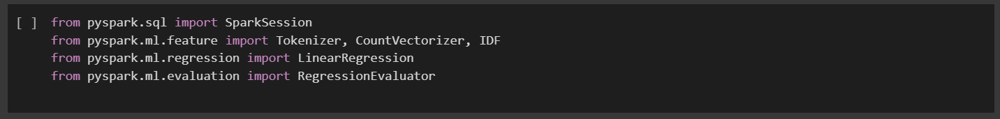 [ ] from pyspark.sql import SparkSession
from pyspark.ml.feature import Tokenizer, CountVectorizer, IDF
from pyspark.ml.regression import LinearRegression
from pyspark.ml.evaluation import RegressionEvaluator